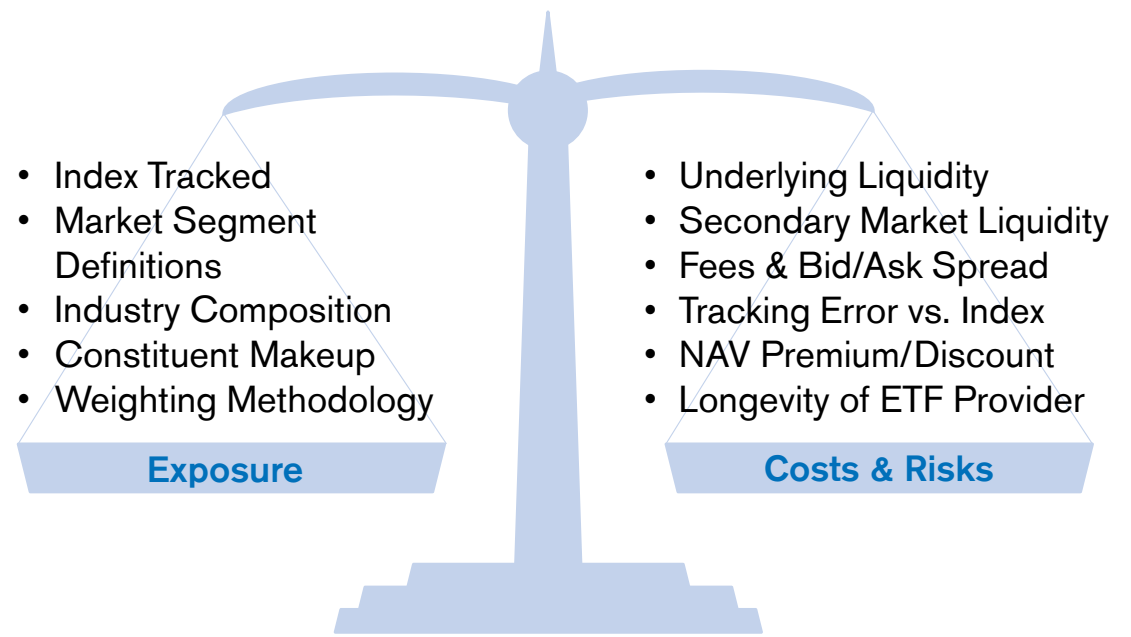 • Index Tracked
• Market Segment
Definitions
• Industry Composition
• Constituent Makeup
• Weighting Methodology
Exposure
• Underlying Liquidity
• Secondary Market Liquidity
• Fees & Bid/Ask Spread
• Tracking Error vs. Index
• NAV Premium/Discount
• Longevity of ETF Provider
Costs & Risks